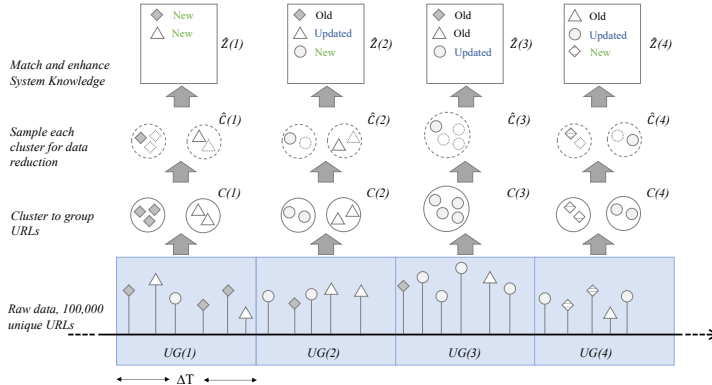 New
New
Ẑ(1)
Old
Updated
New
Ẑ(2)
Old
Old
Updated
Ẑ(3)
Old
Updated
New
Ẑ(4)
Match and enhance
System Knowledge
Sample each
cluster for data
reduction
Ĉ(1)
Ĉ(2)
Ĉ(3)
Ĉ(4)
Cluster to group
URLs
C(1)
C(2)
C(3)
C(4)
Raw data, 100,000
unique URLs
UG(1)
UG(2)
UG(3)
UG(4)
ΔT